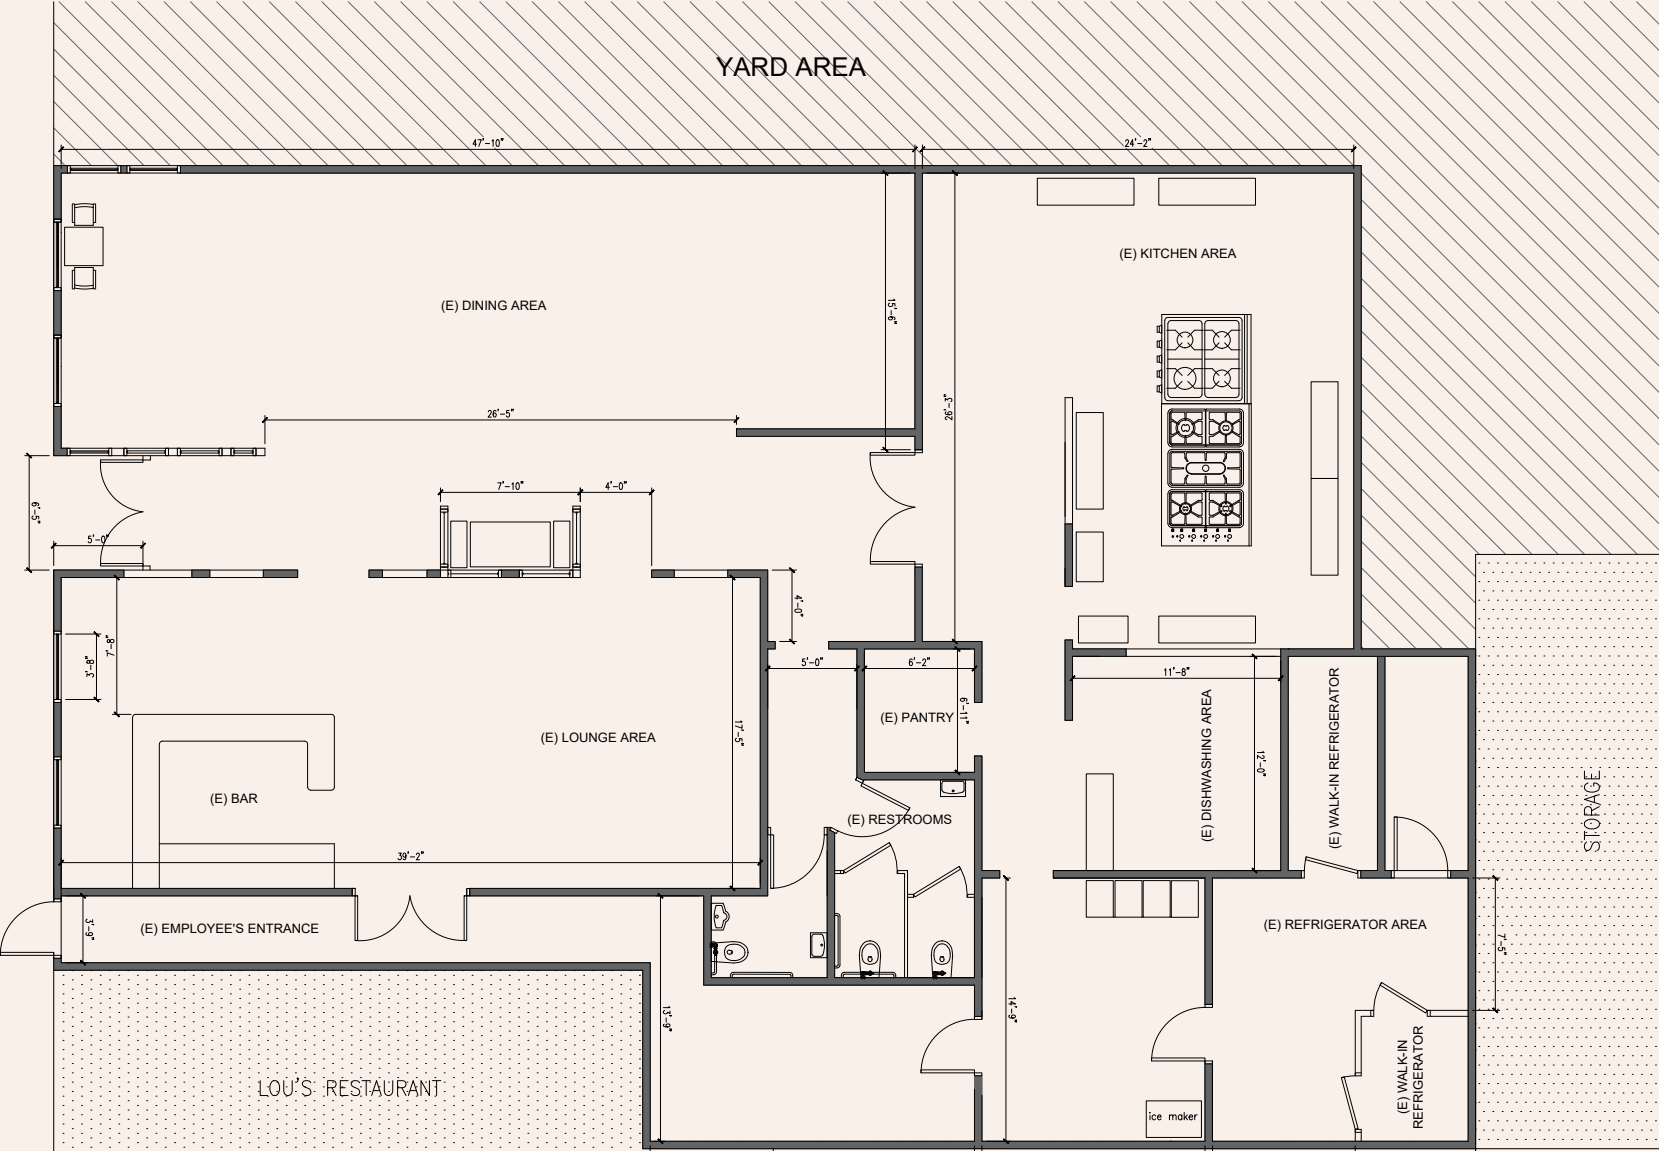 YARD AREA
47'-10"
24'-2"
(E) KITCHEN AREA
(E) DINING AREA
15'-6"
26'-3"
26'-5"
7'-10"
4'-0"
6'-5"
5'-0"
4'-0"
7'-8"
3'-8"
5'-0"
6'-2"
11'-8"
(E) PANTRY
6'-11"
(E) LOUNGE AREA
17'-5"
(E) DISHWASHING AREA
12'-0"
(E) WALK-IN REFRIGERATOR
STORAGE
(E) BAR
(E) RESTROOMS
39'-2"
3'-9"
(E) EMPLOYEE'S ENTRANCE
(E) REFRIGERATOR AREA
7'-5"
13'-9"
14'-9"
LOU'S RESTAURANT
ice maker
(E) WALK-IN
REFRIGERATOR